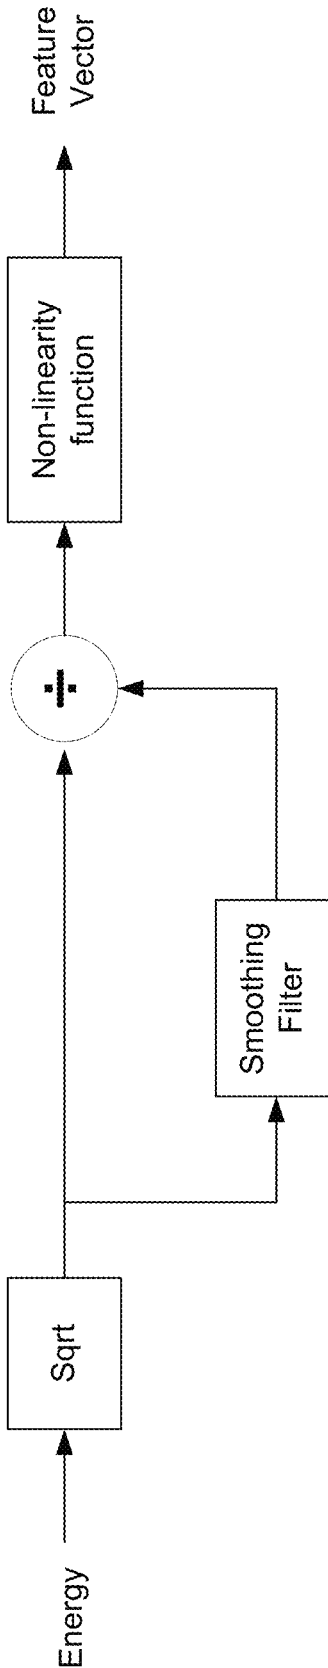 Energy
Sqrt
Smoothing
Filter
÷
Non-linearity
function
Feature
Vector